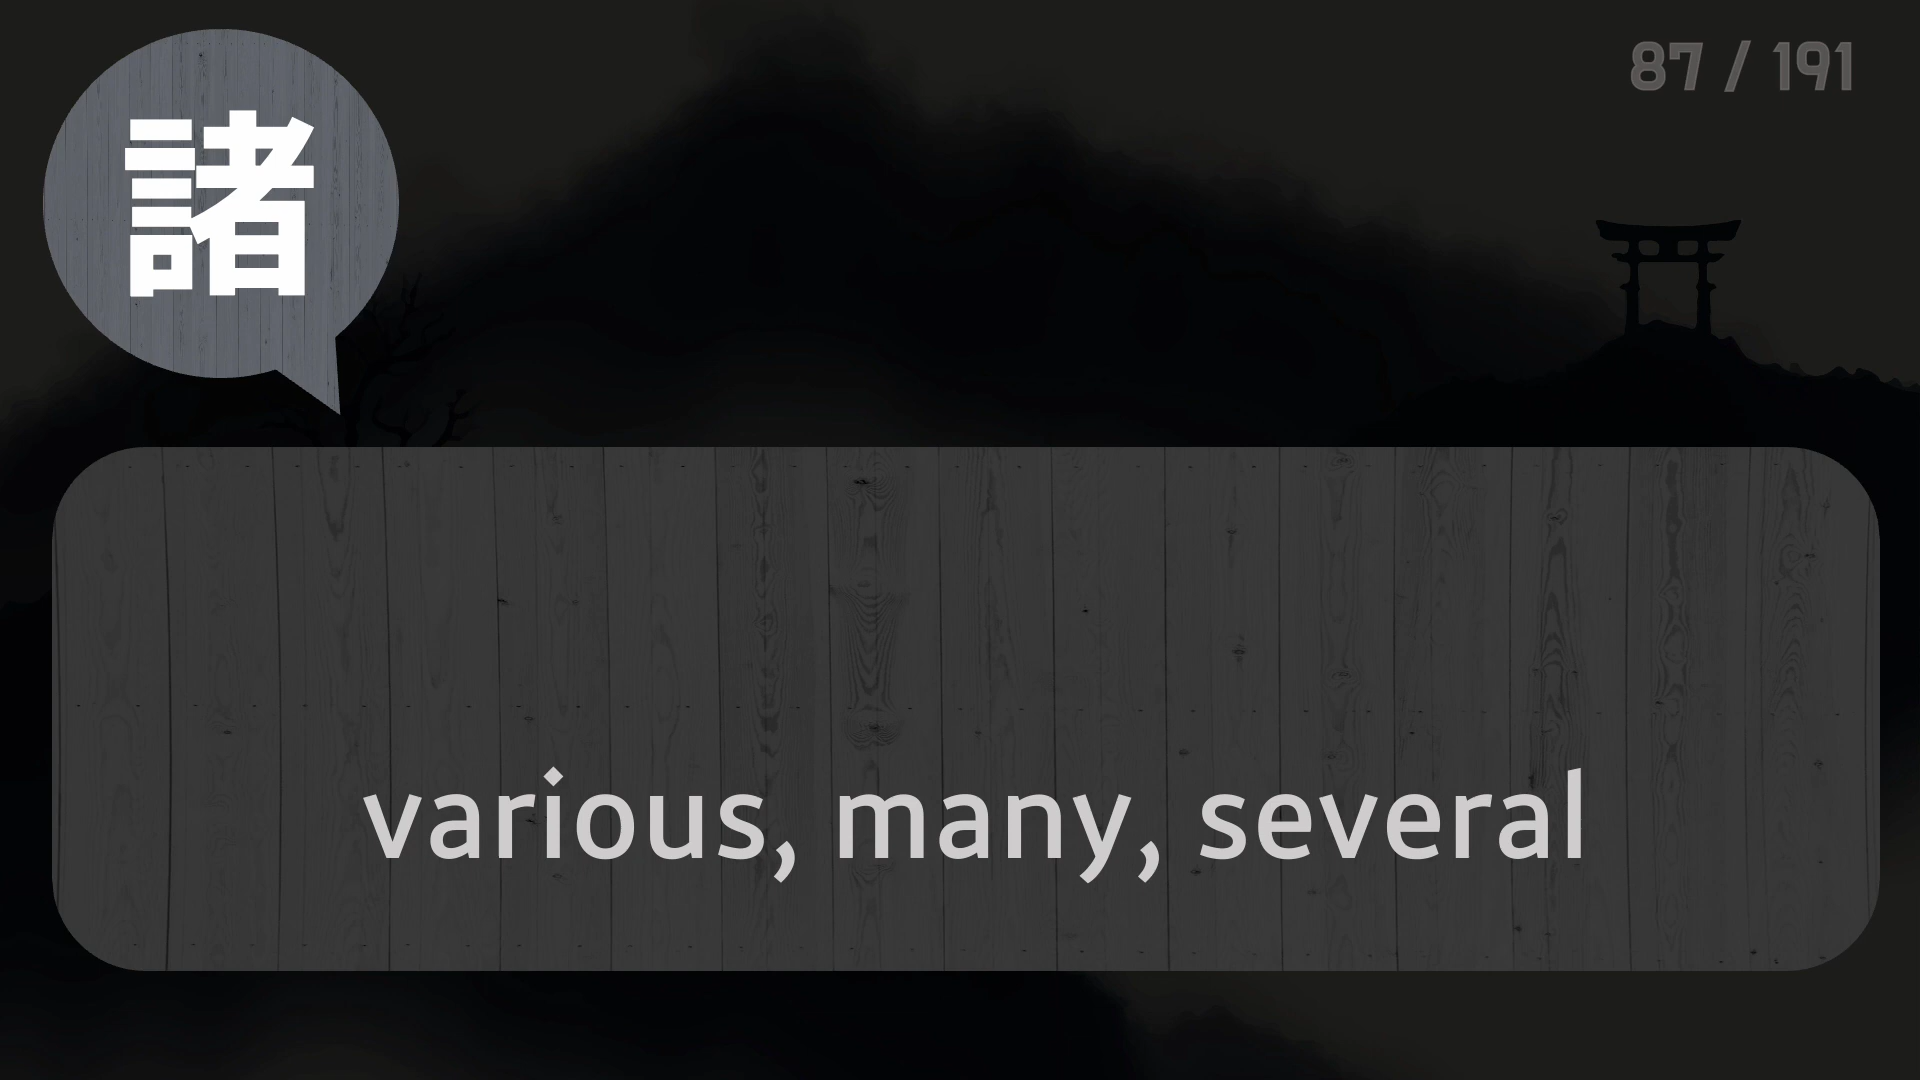 諸
87 / 191
various, many, several